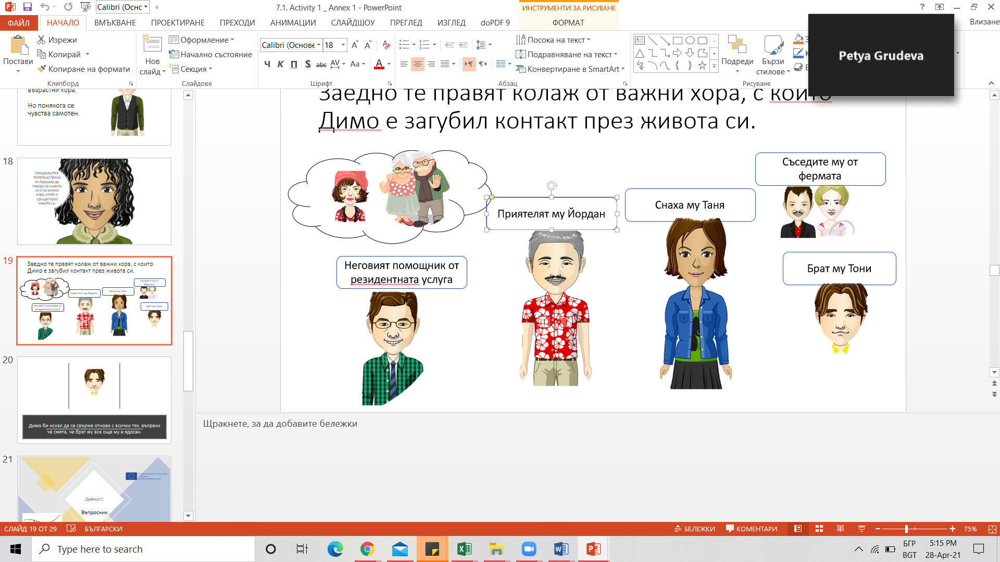 Calibri (Осно
7.1. Activity 1 _ Annex 1 - PowerPoint
ИНСТРУМЕНТИ ЗА РИСУВАНЕ
?
ФАЙЛ НАЧАЛО ВМЪКВАНЕ ПРОЕКТИРАНЕ ПРЕХОДИ АНИМАЦИИ СЛАЙДШОУ ПРЕГЛЕД ИЗГЛЕД doPDF 9 ФОРМАТ Влизане
Постави
Изрежи
Копирай
Копиране на формати
Клипборд
Нов
слайд
Оформление
Начално състояние
Секция
Слайдове
Calibri (Основе 18
Ч К П S abc AV Aa A
Шрифт
Посока на текст
Подравняване на текст
Конвертиране в SmartArt
Абзац
Подреди
Бързи
стилове
Рисуване
Petya Grudeva
възрастни хора.
Но понякога се
чувства самотен.
18
Специалистът,
полагащо грижи
го помолва да
говори за живота
си и за всички
хора, които е
срещал през
живота си.
19
Заедно те правят колаж от важни хора, с които
Димо е загубил контакт през живота си.
Съседите му от
фермата
Приятелят му Йордан
Снаха му Таня
Неговият помощник от
резидентната услуга
Брат му Тони
20
Димо би искал да се свърже отново с всички тях, въпреки
че смята, че брат му все още му е ядосан.
21
Дейност1
Въпросник
Заедно те правят колаж от важни хора, с които
Димо е загубил контакт през живота си.
Съседите му от
фермата
Снаха му Таня
Приятелят му Йордан
Неговият помощник от
резидентната услуга
Брат му Тони
Щракнете, за да добавите бележки
СЛАЙД 19 ОТ 29 БЪЛГАРСКИ БЕЛЕЖКИ КОМЕНТАРИ 75%
Type here to search
БГР
BGT
5:15 PM
28-Apr-21